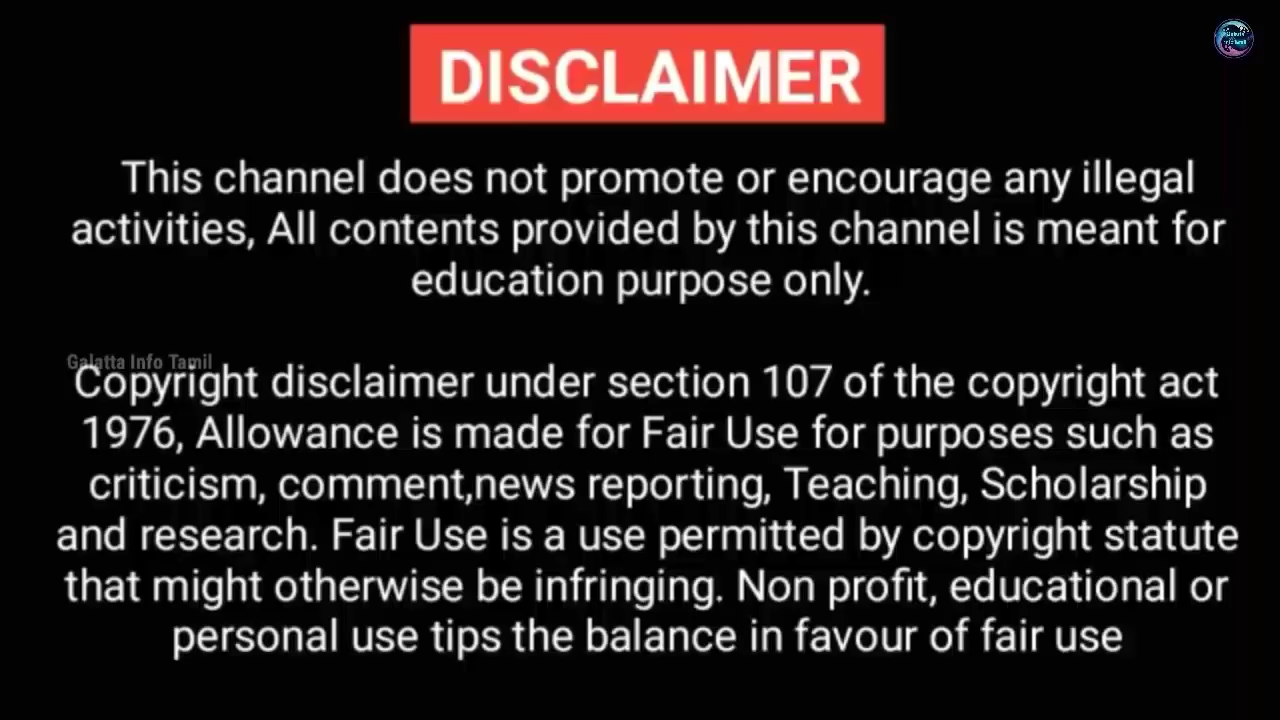 DISCLAIMER
This channel does not promote or encourage any illegal
activities, All contents provided by this channel is meant for
education purpose only.
Galatta Info Tamil
Copyright disclaimer under section 107 of the copyright act
1976, Allowance is made for Fair Use for purposes such as
criticism, comment,news reporting, Teaching, Scholarship
and research. Fair Use is a use permitted by copyright statute
that might otherwise be infringing. Non profit, educational or
personal use tips the balance in favour of fair use